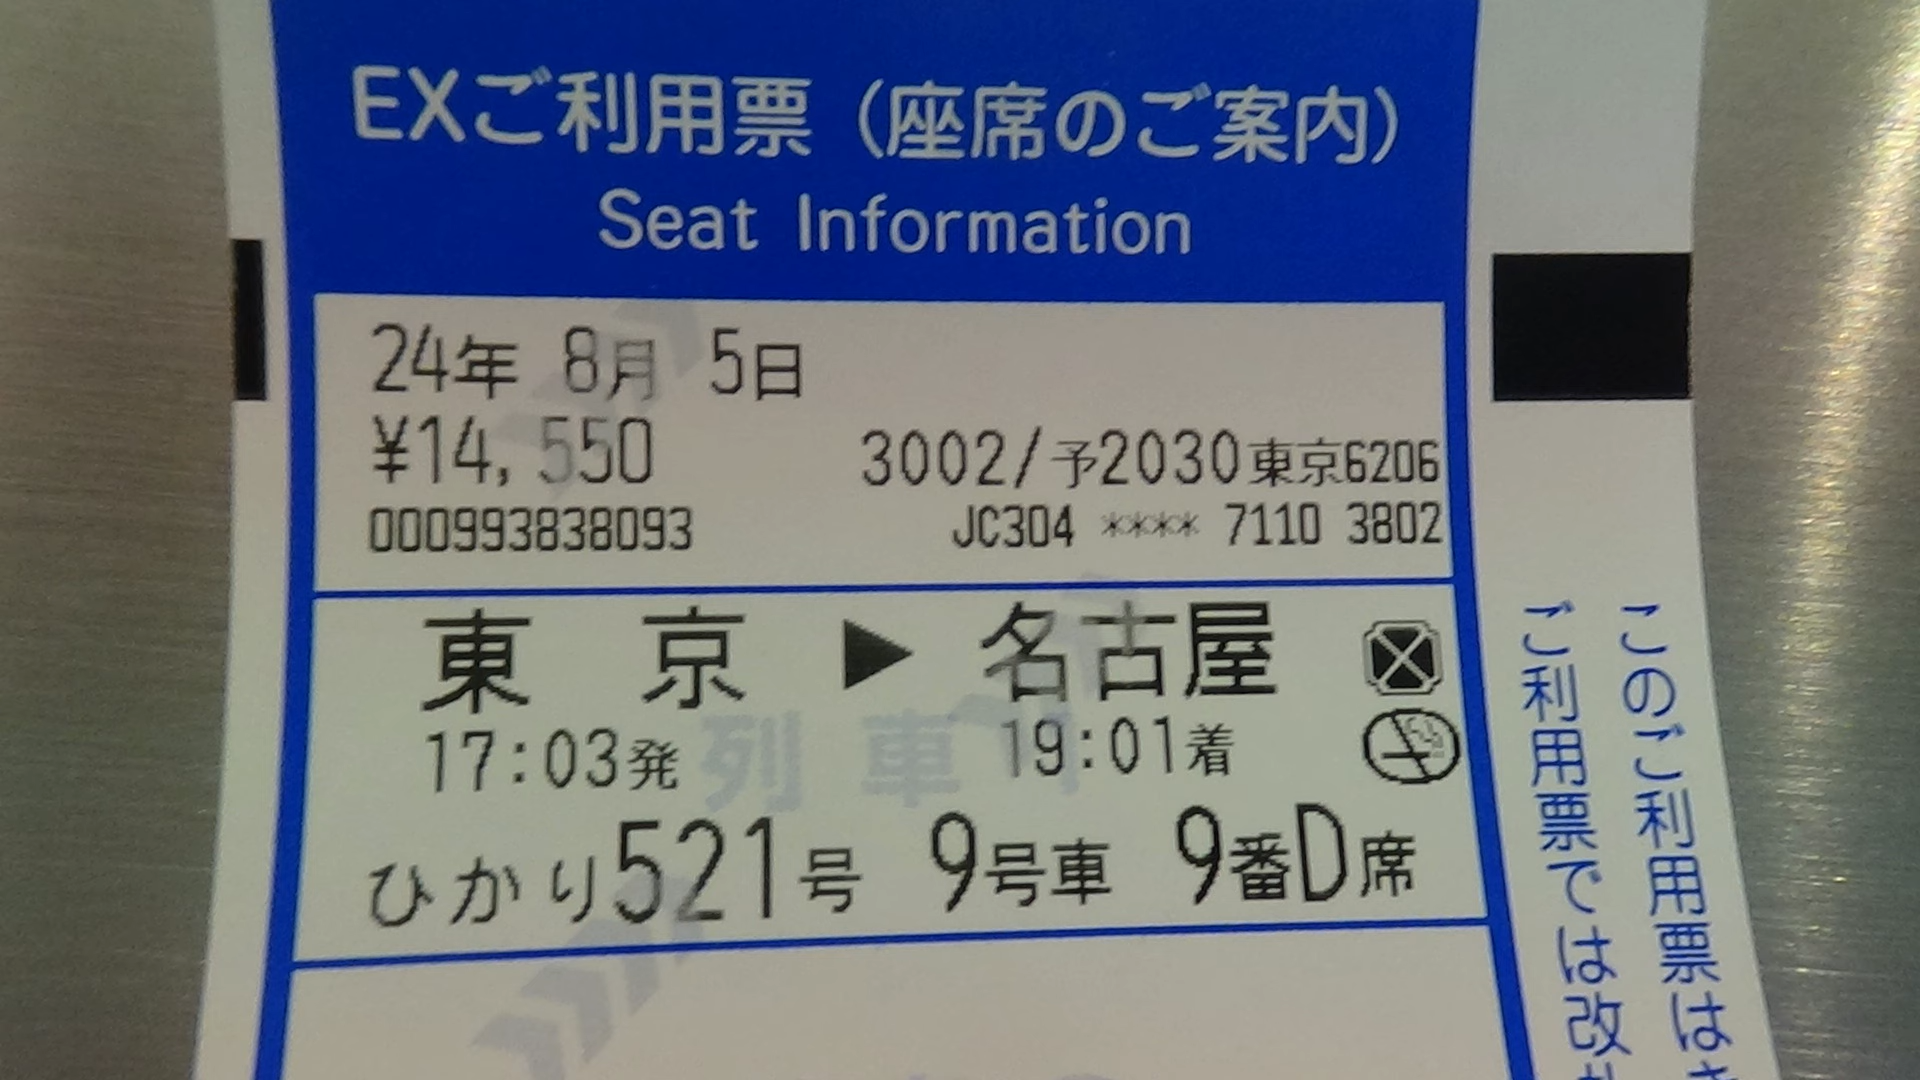 EXご利用票（座席のご案内）
Seat Information
24年 8月 5日
¥14,550
3002/予2030東京6206
000993838093
JC304 **** 7110 3802
東 京 ▶ 名古屋
17:03発
19:01着
列車
ひかり521号 9号車 9番D席
このご利用票は
ご利用票では改